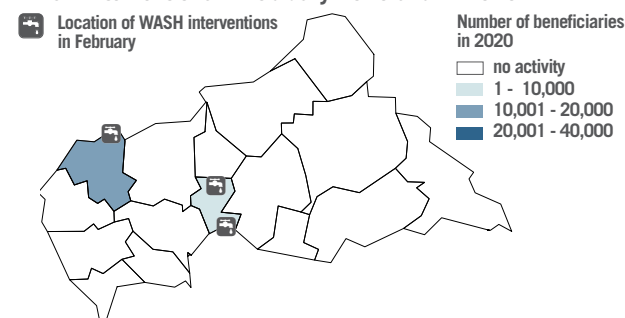 Location of WASH interventions
in February
Number of beneficiaries
in 2020
no activity
1 - 10,000
10,001 - 20,000
20,001 - 40,000